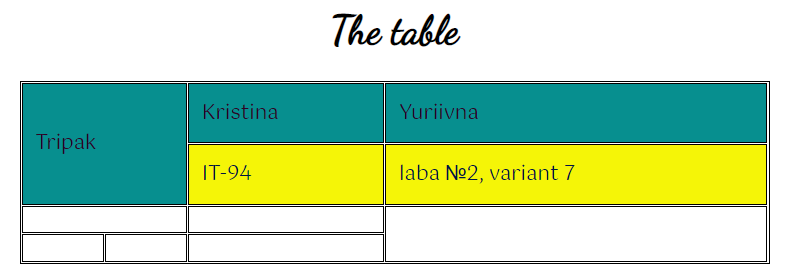 The table
Kristina
Yuriivna
Tripak
IT-94
laba №2, variant 7